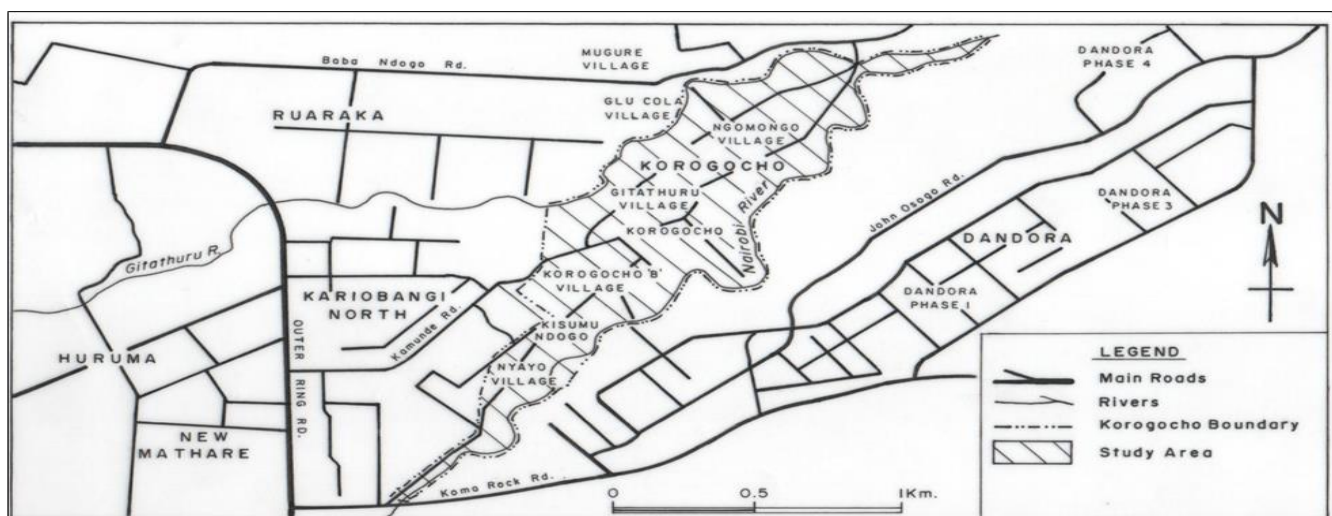 MUGURE
VILLAGE
Baba Ndogo Rd.
DANDORA
PHASE 4
GLU COLA
VILLAGE
RUARAKA
NGOMONGO
VILLAGE
KOROGOCHO
GITATHURU
VILLAGE
KOROGOCHO
Nairobi River
John Osogo Rd.
DANDORA
PHASE 3
N
DANDORA
Gitathuru R.
KOROGOCHO 'B'
VILLAGE
DANDORA
PHASE 1
KARIOBANGI
NORTH
Kamunde Rd.
KISUMU
NDOGO
OUTER RING RD.
HURUMA
NYAYO
VILLAGE
NEW
MATHARE
Komo Rock Rd.
LEGEND
Main Roads
Rivers
Korogocho Boundary
Study Area
0 0.5 1Km.